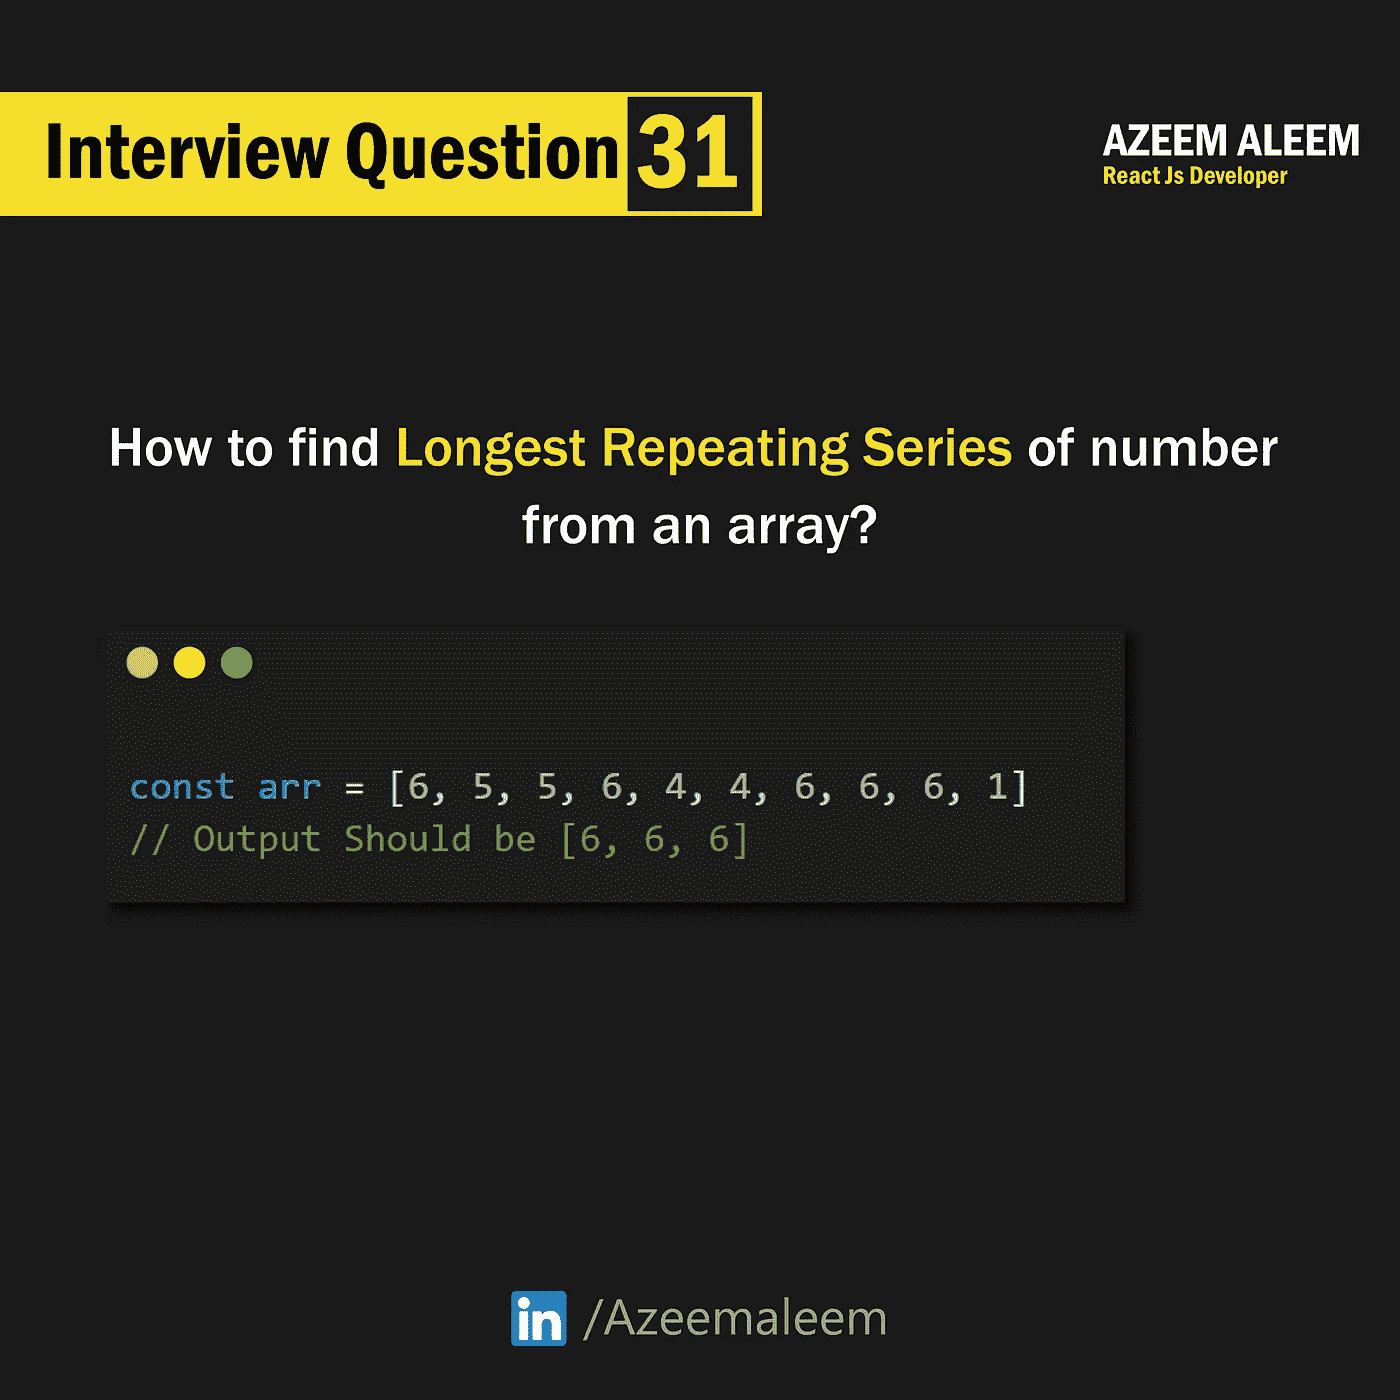 Interview Question 31
AZEEM ALEEM
React Js Developer
How to find Longest Repeating Series of number
from an array?
const arr = [6, 5, 5, 6, 4, 4, 6, 6, 6, 1]
// Output Should be [6, 6, 6]
in /Azeemaleem